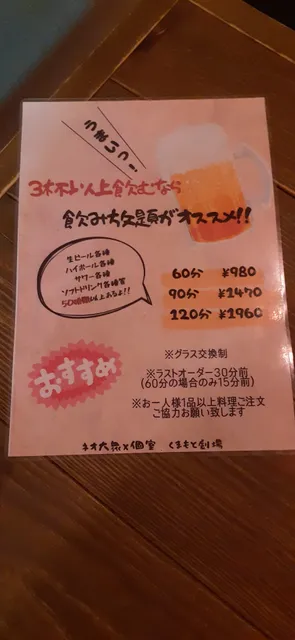 うまいっ！
3杯以上飲むなら
飲み放題がオススメ!!
生ビール各種
ハイボール各種
サワー各種
ソフトドリンク各種等
50種類以上あるよ!!
60分 ¥980
90分 ¥1470
120分 ¥1960
おすすめ
※グラス交換制
※ラストオーダー30分前
(60分の場合のみ15分前)
※お一人様1品以上料理ご注文
ご協力お願い致します
ネオ大衆×個室 くまもと劇場